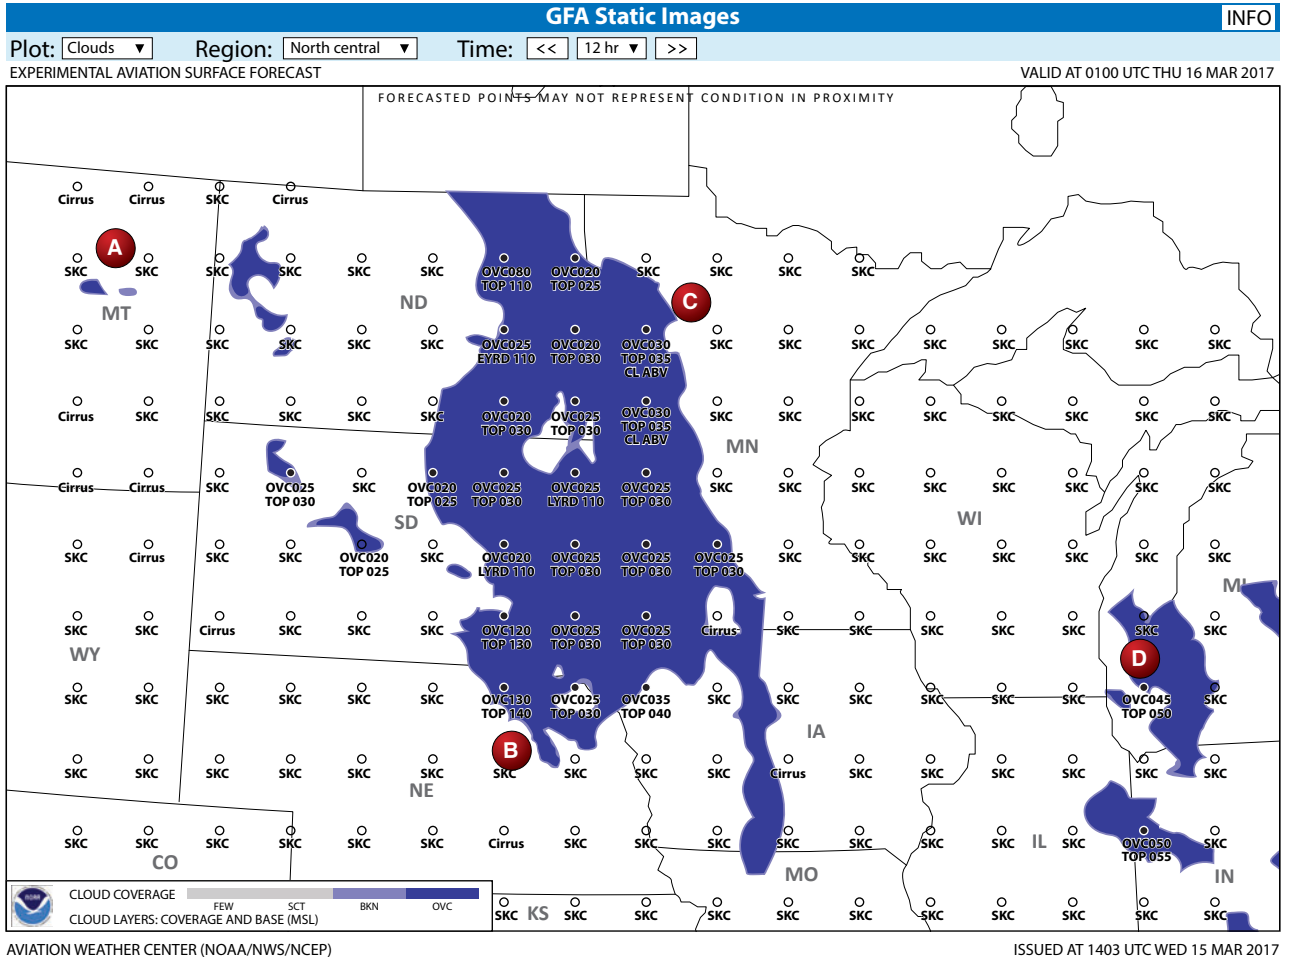 GFA Static Images
INFO
Plot: Clouds ▼ Region: North central ▼ Time: << 12 hr ▼ >>
EXPERIMENTAL AVIATION SURFACE FORECAST VALID AT 0100 UTC THU 16 MAR 2017
FORECASTED POINTS MAY NOT REPRESENT CONDITION IN PROXIMITY
Cirrus Cirrus SKC Cirrus
A
SKC SKC SKC SKC SKC SKC OVC080 OVC020 SKC SKC SKC SKC
TOP 110 TOP 025
MT ND C
SKC SKC SKC SKC SKC SKC OVC025 OVC020 OVC030 SKC SKC SKC SKC SKC SKC SKC SKC
EYRD 110 TOP 030 TOP 035
CL ABV
Cirrus SKC SKC SKC SKC SKC OVC020 OVC025 OVC030 SKC SKC SKC SKC SKC SKC SKC SKC
TOP 030 TOP 030 TOP 035
CL ABV
MN
Cirrus Cirrus SKC OVC025 SKC OVC020 OVC025 OVC025 OVC025 SKC SKC SKC SKC SKC SKC SKC SKC
TOP 030 TOP 025 TOP 030 LYRD 110 TOP 030
SD WI
SKC Cirrus SKC SKC OVC020 SKC OVC020 OVC025 OVC025 OVC025 SKC SKC SKC SKC SKC SKC SKC
TOP 025 LYRD 110 TOP 030 TOP 030 TOP 030
MI
SKC SKC Cirrus SKC SKC SKC OVC120 OVC025 OVC025 Cirrus SKC SKC SKC SKC SKC SKC SKC
TOP 130 TOP 030 TOP 030
WY D
SKC SKC SKC SKC SKC SKC OVC130 OVC025 OVC035 SKC SKC SKC SKC SKC SKC OVC045 SKC
TOP 140 TOP 030 TOP 040 TOP 050
B IA
SKC SKC SKC SKC SKC SKC SKC SKC SKC SKC Cirrus SKC SKC SKC SKC SKC SKC
NE
SKC SKC SKC SKC SKC SKC Cirrus SKC SKC SKC SKC SKC SKC SKC IL SKC OVC050 SKC
TOP 055
CO MO IN
NOAA
CLOUD COVERAGE
FEW SCT BKN OVC
CLOUD LAYERS: COVERAGE AND BASE (MSL)
SKC KS SKC SKC SKC SKC SKC SKC SKC SKC SKC SKC
AVIATION WEATHER CENTER (NOAA/NWS/NCEP) ISSUED AT 1403 UTC WED 15 MAR 2017